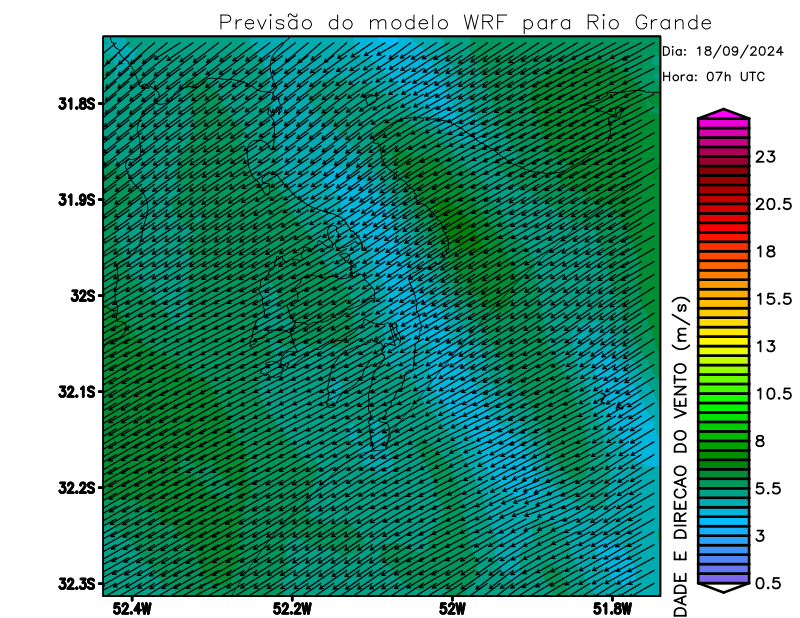 Previsão do modelo WRF para Rio Grande
Dia: 18/09/2024
Hora: 07h UTC
31.8S
31.9S
32S
32.1S
32.2S
32.3S
52.4W
52.2W
52W
51.8W
DADE E DIRECAO DO VENTO (m/s)
23
20.5
18
15.5
13
10.5
8
5.5
3
0.5